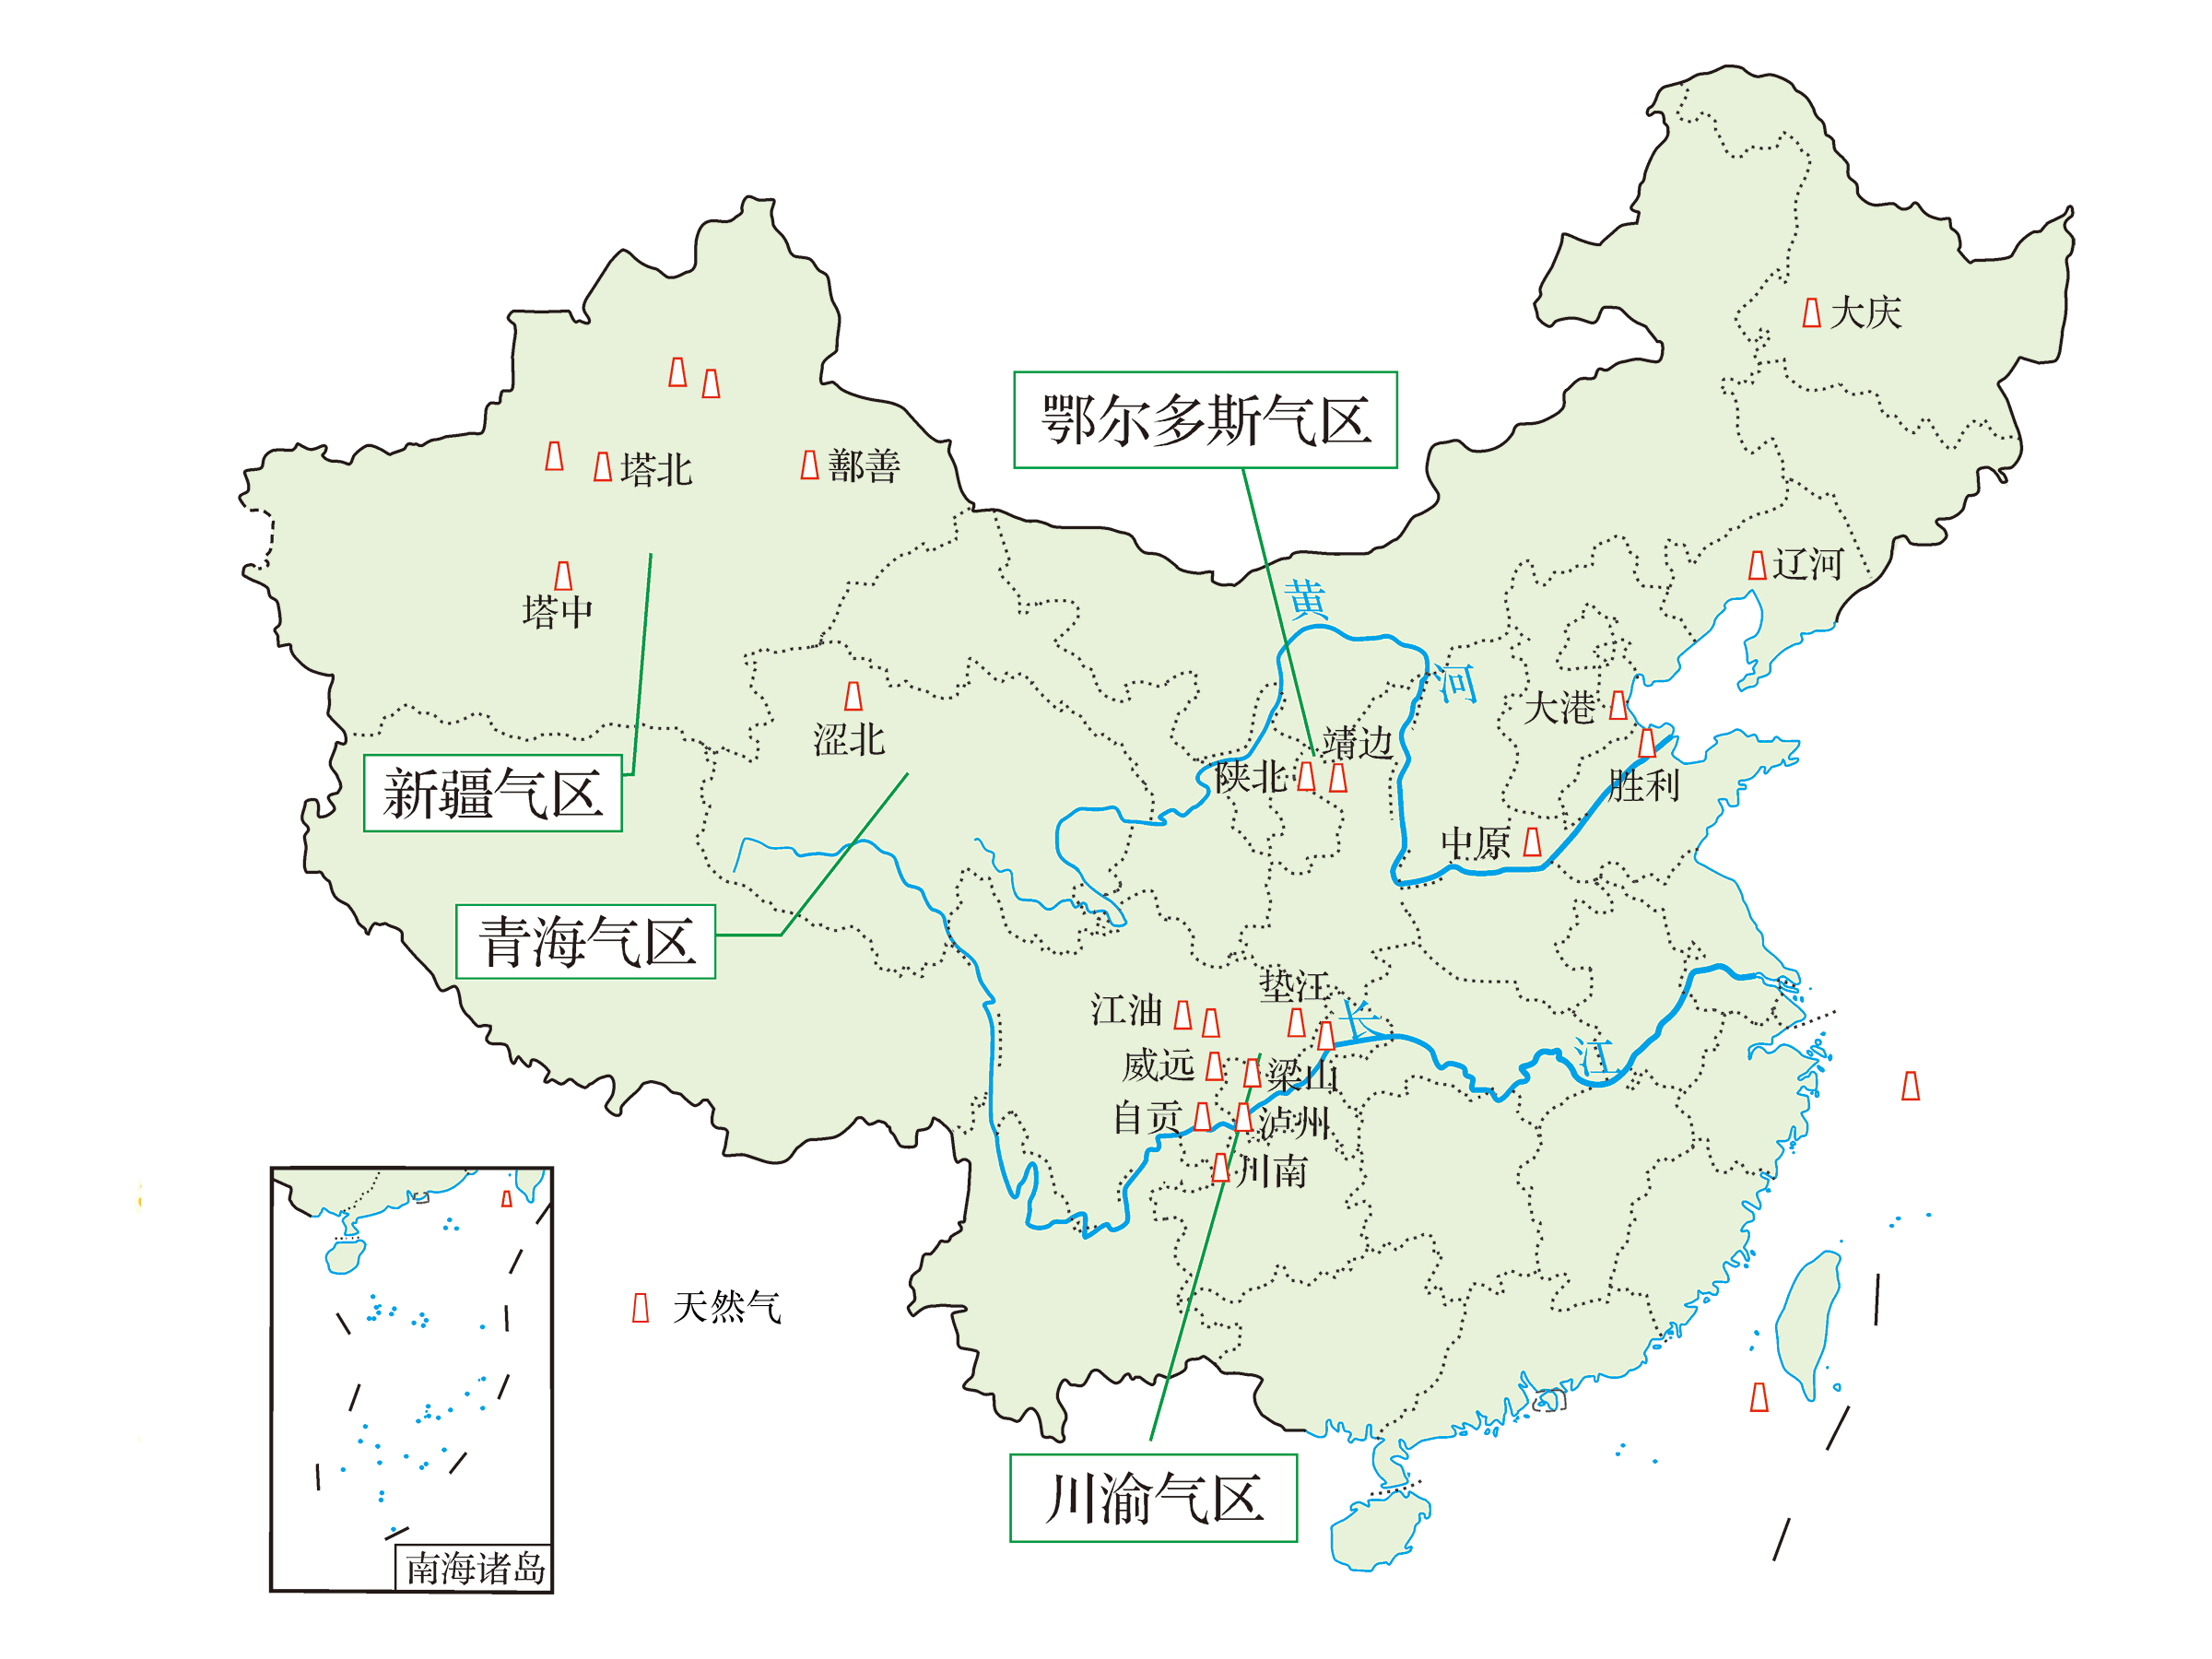 大庆
鄂尔多斯气区
塔北
鄯善
辽河
黄
塔中
河
大港
涩北
靖边
陕北
胜利
新疆气区
中原
青海气区
垫江
江油
长
江
威远
梁山
自贡
泸州
川南
天然气
川渝气区
南海诸岛